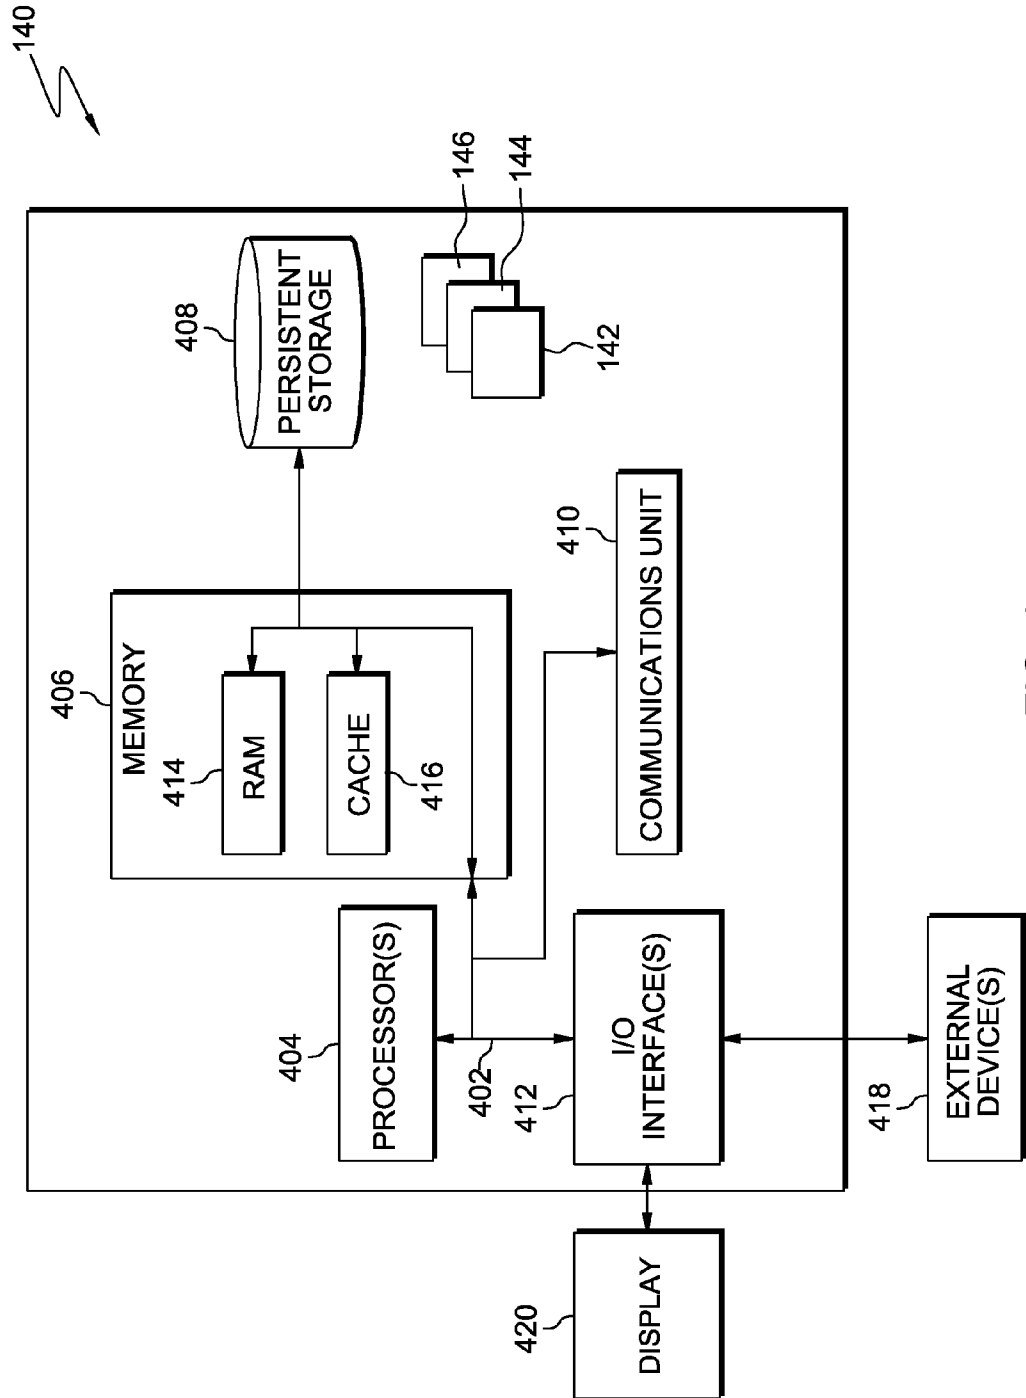 140
406
MEMORY
414
RAM
408
PERSISTENT
STORAGE
404
PROCESSOR(S)
CACHE
416
402
146
144
142
420
DISPLAY
412
I/O
INTERFACE(S)
410
COMMUNICATIONS UNIT
418
EXTERNAL
DEVICE(S)